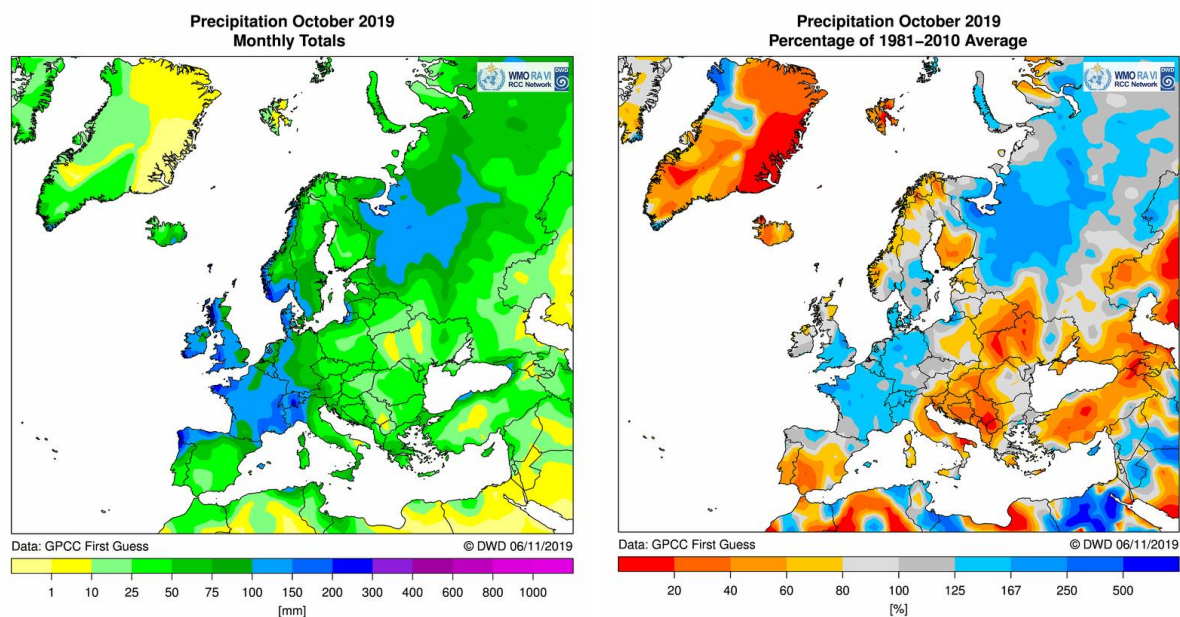 Precipitation October 2019
Monthly Totals
WMO RA VI
RCC Network
DWD
Data: GPCC First Guess
© DWD 06/11/2019
1 10 25 50 75 100 150 200 300 400 600 800 1000
[mm]
Precipitation October 2019
Percentage of 1981−2010 Average
WMO RA VI
RCC Network
DWD
Data: GPCC First Guess
© DWD 06/11/2019
20 40 60 80 100 125 167 250 500
[%]